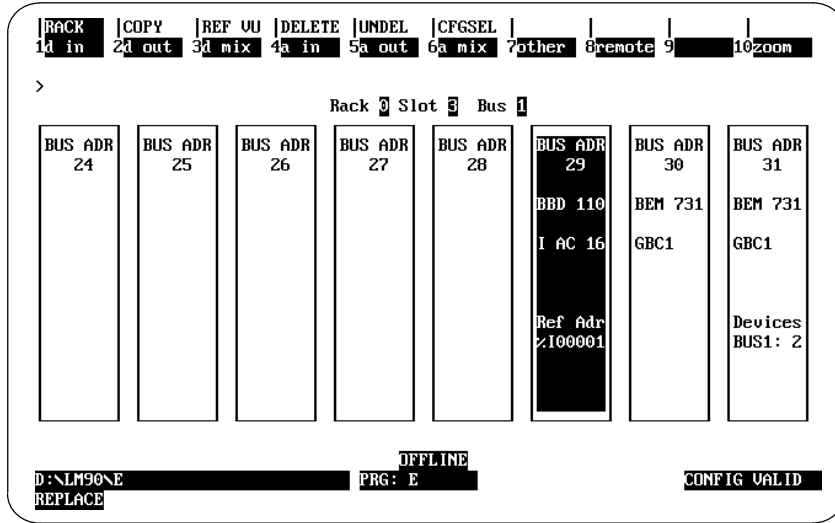 |RACK |COPY |REF VU |DELETE |UNDEL |CFGSEL | | |
1d in 2d out 3d mix 4a in 5a out 6a mix 7other 8remote 9 10zoom
>
Rack 0 Slot 3 Bus 1
BUS ADR BUS ADR BUS ADR BUS ADR BUS ADR BUS ADR BUS ADR BUS ADR
24 25 26 27 28 29 30 31
BBD 110 BEM 731 BEM 731
I AC 16 GBC1 GBC1
Ref Adr Devices
%I00001 BUS1: 2
OFFLINE
D:\LM90\E PRG: E CONFIG VALID
REPLACE